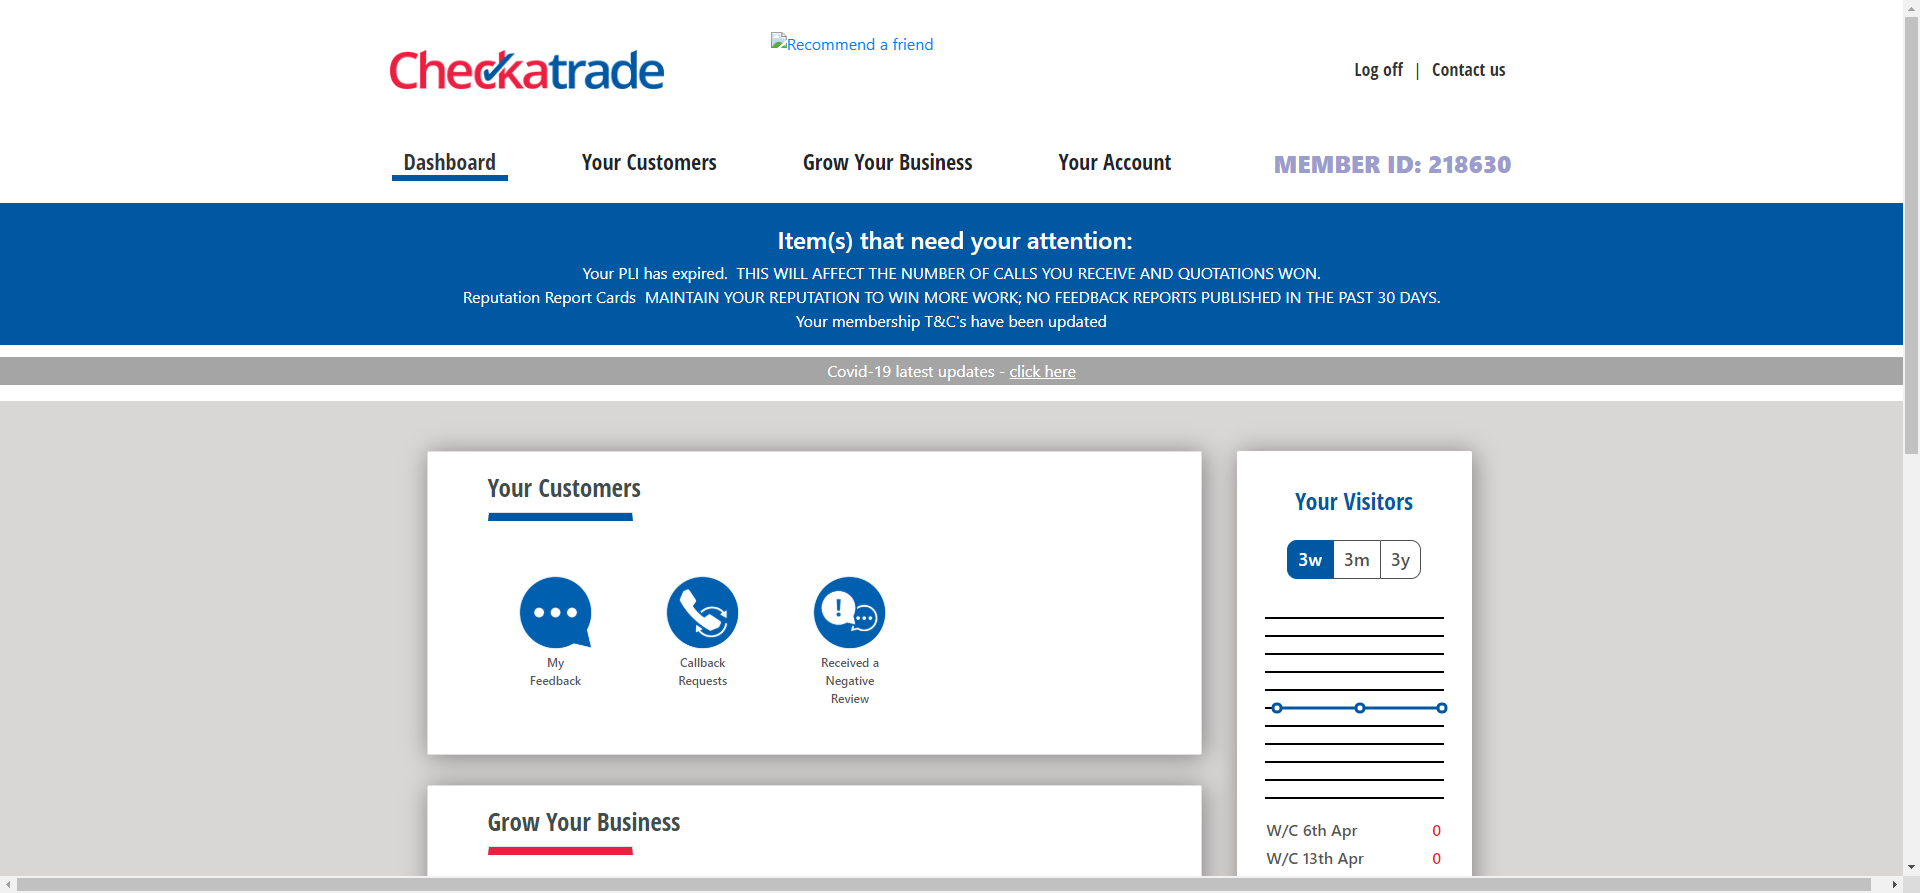 Checkatrade
Recommend a friend
Log off | Contact us
Dashboard
Your Customers
Grow Your Business
Your Account
MEMBER ID: 218630
Item(s) that need your attention:
Your PLI has expired.  THIS WILL AFFECT THE NUMBER OF CALLS YOU RECEIVE AND QUOTATIONS WON.
Reputation Report Cards  MAINTAIN YOUR REPUTATION TO WIN MORE WORK; NO FEEDBACK REPORTS PUBLISHED IN THE PAST 30 DAYS.
Your membership T&C's have been updated
Covid-19 latest updates - click here
Your Customers
My
Feedback
Callback
Requests
Received a
Negative
Review
Grow Your Business
Your Visitors
3w 3m 3y
W/C 6th Apr 0
W/C 13th Apr 0